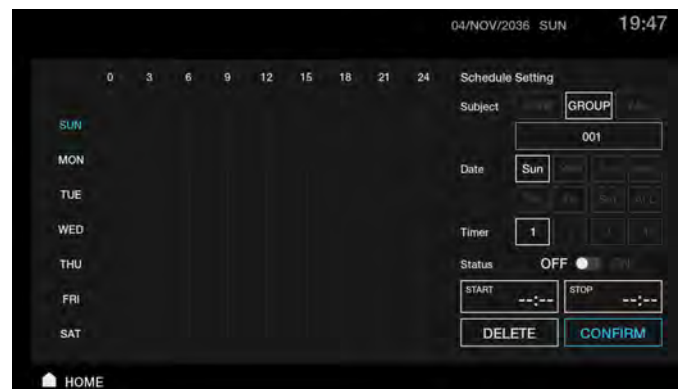 04/NOV/2036 SUN 19:47
0 3 6 9 12 15 18 21 24
SUN
MON
TUE
WED
THU
FRI
SAT
Schedule Setting
Subject GROUP
001
Date Sun
Timer 1
Status OFF
START --:-- STOP --:--
DELETE CONFIRM
HOME